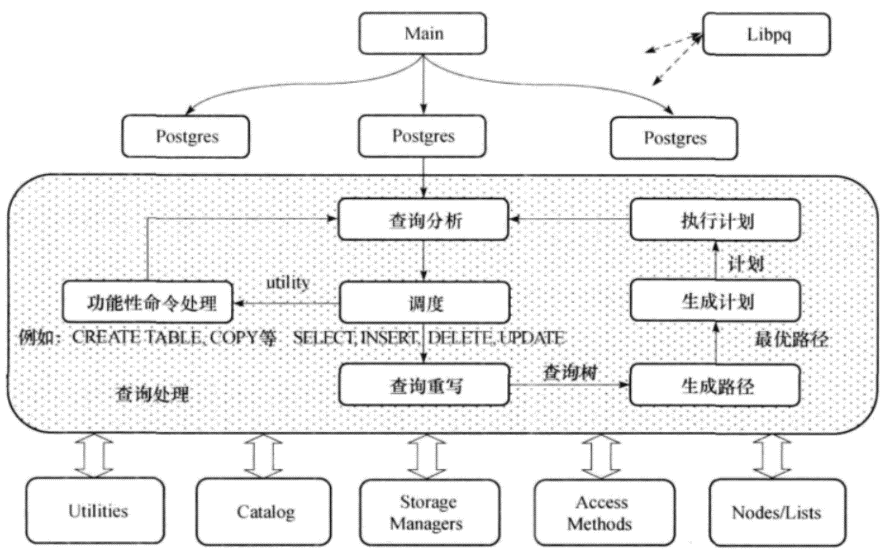 Main
Libpq
Postgres
Postgres
Postgres
查询分析
执行计划
计划
utility
功能性命令处理
调度
生成计划
例如：CREATE TABLE, COPY等
SELECT, INSERT, DELETE, UPDATE
最优路径
查询树
查询处理
查询重写
生成路径
Utilities
Catalog
Storage
Managers
Access
Methods
Nodes/Lists